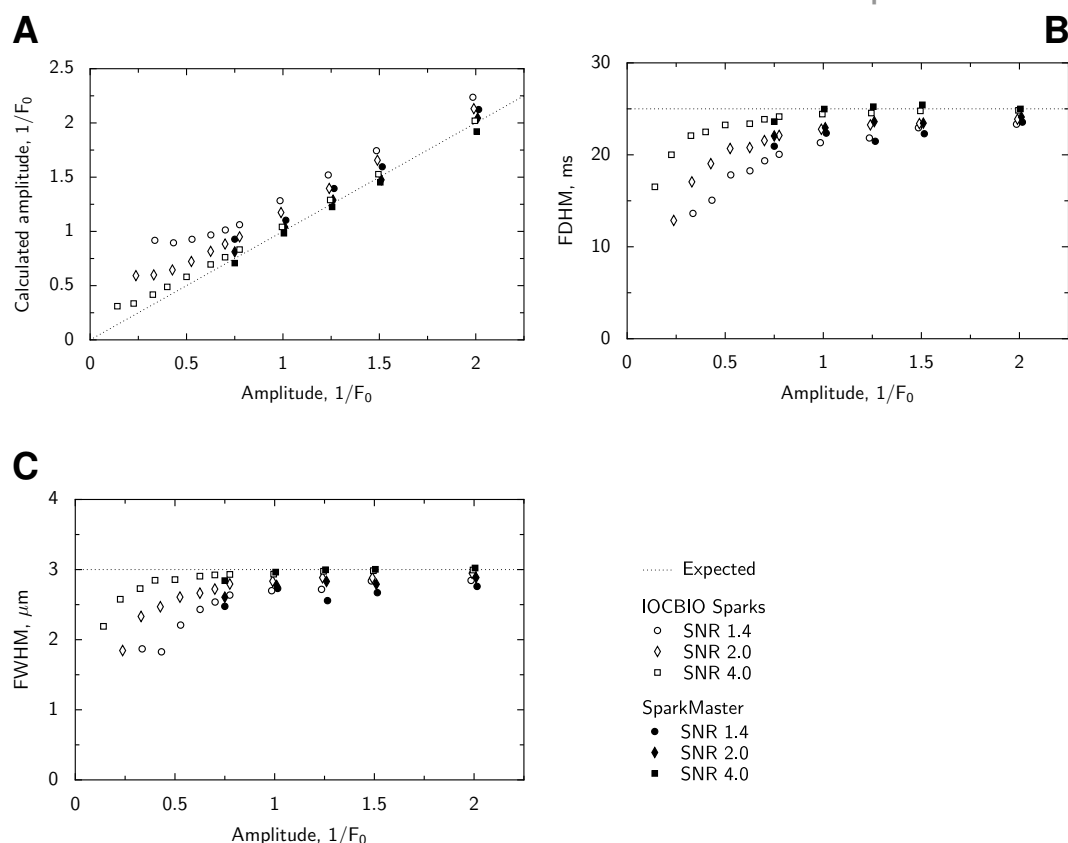 A
Calculated amplitude, 1/F₀
2.5
2
1.5
1
0.5
0
0 0.5 1 1.5 2
Amplitude, 1/F₀
B
FDHM, ms
30
20
10
0
0 0.5 1 1.5 2
Amplitude, 1/F₀
C
FWHM, μm
4
3
2
1
0
0 0.5 1 1.5 2
Amplitude, 1/F₀
Expected
IOCBIO Sparks
SNR 1.4
SNR 2.0
SNR 4.0
SparkMaster
SNR 1.4
SNR 2.0
SNR 4.0